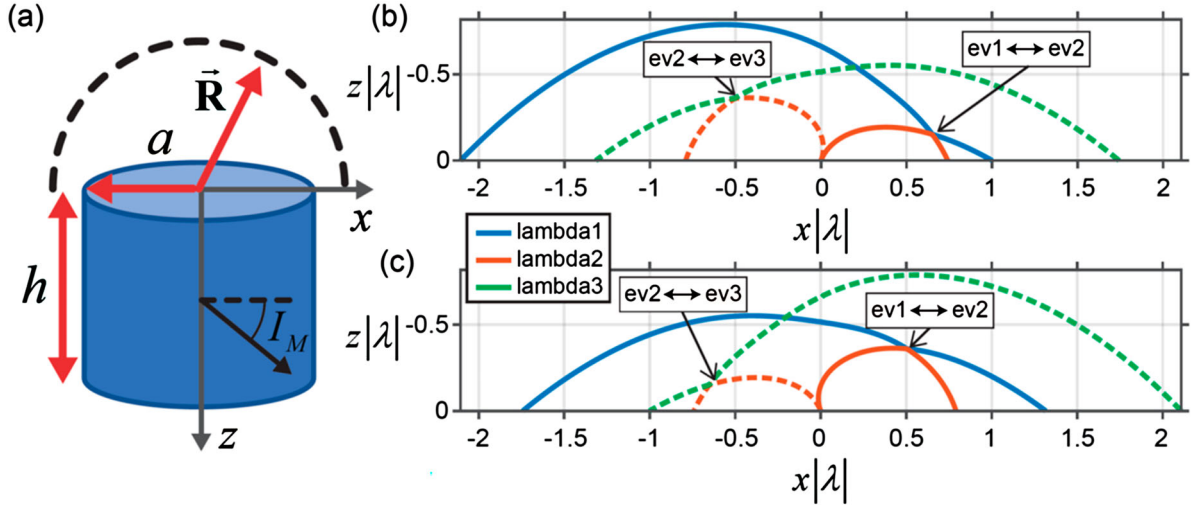 (a)
R
a
x
h
I_M
z
(b)
z|λ|
-0.5
0
ev2 ↔ ev3
ev1 ↔ ev2
-2 -1.5 -1 -0.5 0 0.5 1 1.5 2
x|λ|
lambda1
lambda2
lambda3
(c)
z|λ|
-0.5
0
ev2 ↔ ev3
ev1 ↔ ev2
-2 -1.5 -1 -0.5 0 0.5 1 1.5 2
x|λ|